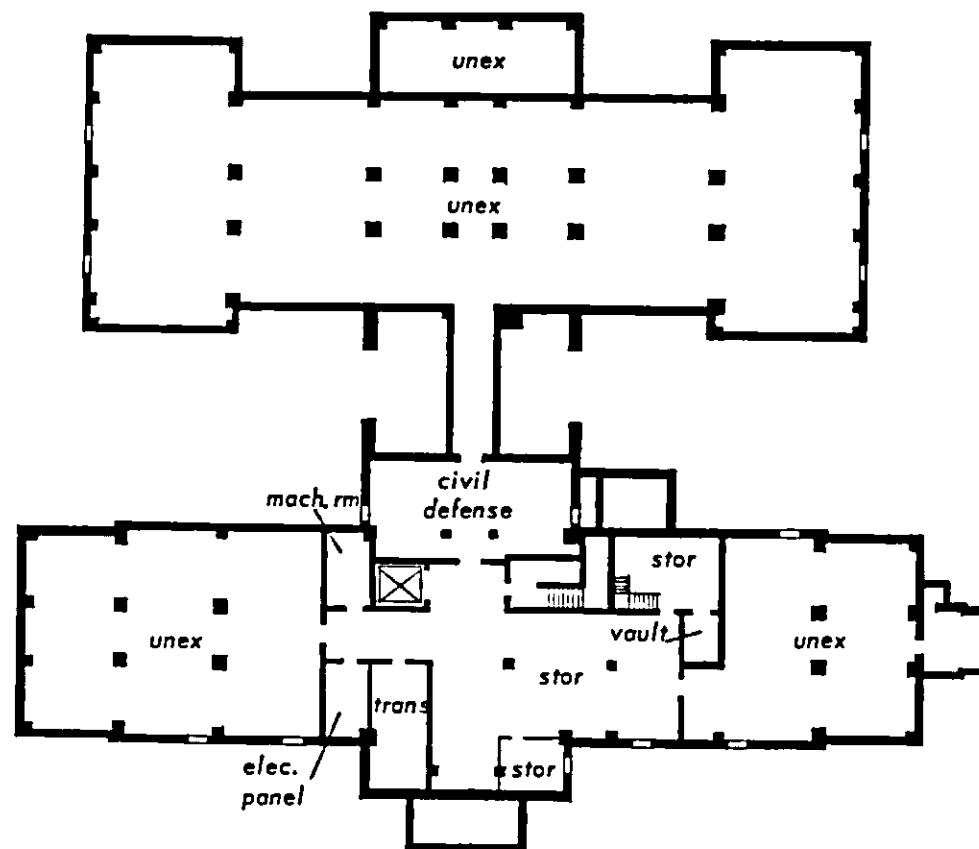 unex
unex
civil
defense
mach. rm
stor
unex
vault
unex
stor
trans
elec.
panel
stor